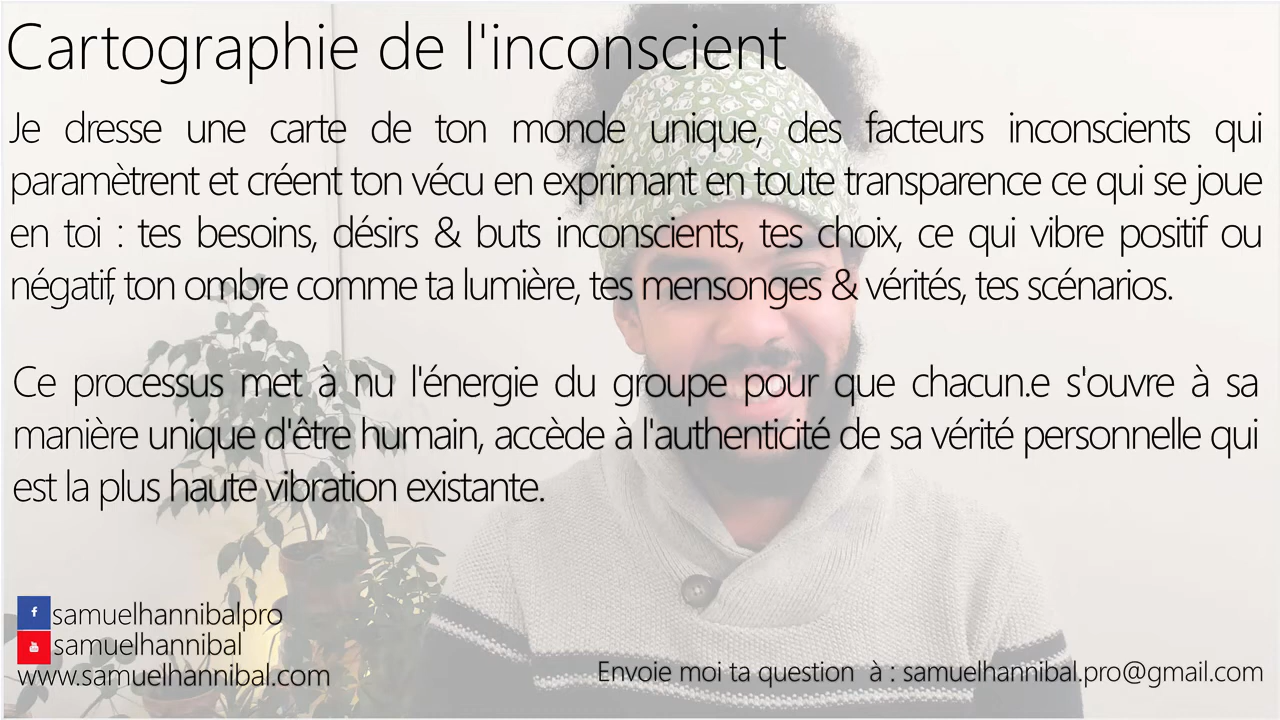 Cartographie de l'inconscient
Je dresse une carte de ton monde unique, des facteurs inconscients qui
paramètrent et créent ton vécu en exprimant en toute transparence ce qui se joue
en toi : tes besoins, désirs & buts inconscients, tes choix, ce qui vibre positif ou
négatif, ton ombre comme ta lumière, tes mensonges & vérités, tes scénarios.
Ce processus met à nu l'énergie du groupe pour que chacun.e s'ouvre à sa
manière unique d'être humain, accède à l'authenticité de sa vérité personnelle qui
est la plus haute vibration existante.
samuelhannibalpro
samuelhannibal
www.samuelhannibal.com
Envoie moi ta question à : samuelhannibal.pro@gmail.com